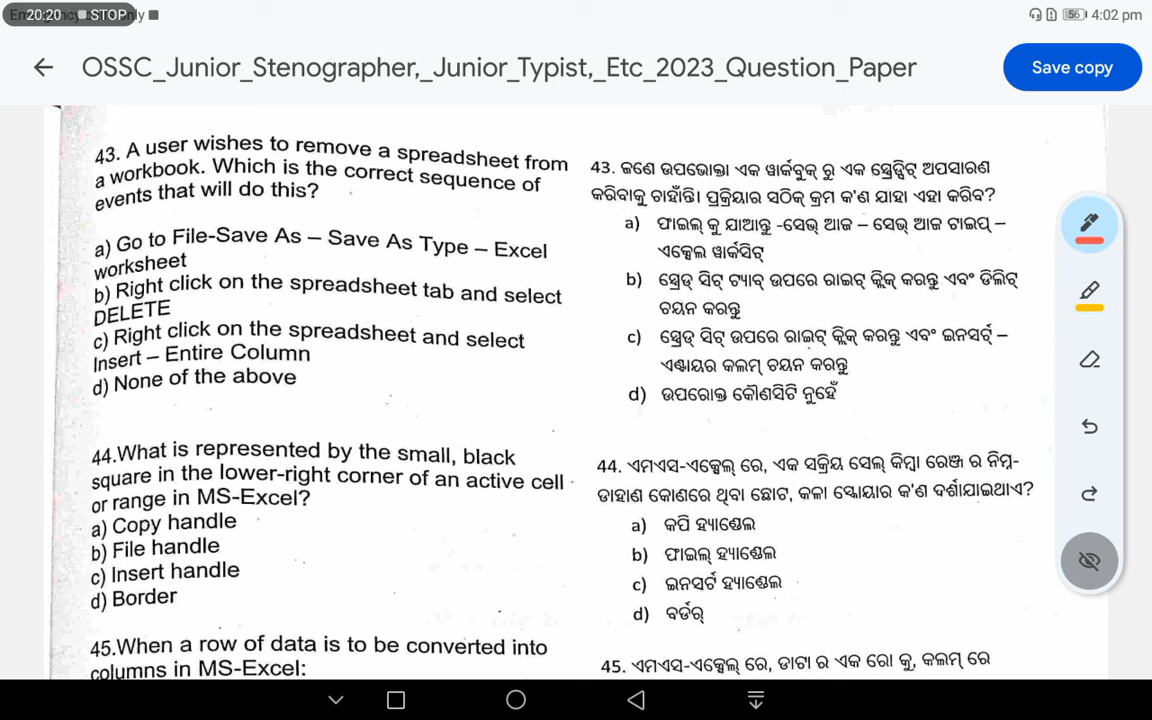 20:20 STOP
56 4:02 pm
OSSC_Junior_Stenographer,_Junior_Typist,_Etc_2023_Question_Paper
Save copy
43. A user wishes to remove a spreadsheet from
a workbook. Which is the correct sequence of
events that will do this?
a) Go to File-Save As – Save As Type – Excel
worksheet
b) Right click on the spreadsheet tab and select
DELETE
c) Right click on the spreadsheet and select
Insert – Entire Column
d) None of the above
44.What is represented by the small, black
square in the lower-right corner of an active cell
or range in MS-Excel?
a) Copy handle
b) File handle
c) Insert handle
d) Border
45.When a row of data is to be converted into
columns in MS-Excel:
43. ଜଣେ ଉପଭୋକ୍ତା ଏକ ୱାର୍କବୁକ୍ ରୁ ଏକ ସ୍ପ୍ରେଡ୍ସିଟ୍ ଅପସାରଣ
କରିବାକୁ ଚାହାଁନ୍ତି। ପ୍ରକ୍ରିୟାର ସଠିକ୍ କ୍ରମ କ'ଣ ଯାହା ଏହା କରିବ?
a) ଫାଇଲ୍ କୁ ଯାଆନ୍ତୁ -ସେଭ୍ ଆଜ – ସେଭ୍ ଆଜ ଟାଇପ୍ –
ଏକ୍ସେଲ ୱାର୍କସିଟ୍
b) ସ୍ପ୍ରେଡ୍ ସିଟ୍ ଟ୍ୟାବ୍ ଉପରେ ରାଇଟ୍ କ୍ଲିକ୍ କରନ୍ତୁ ଏବଂ ଡିଲିଟ୍
ଚୟନ କରନ୍ତୁ
c) ସ୍ପ୍ରେଡ୍ ସିଟ୍ ଉପରେ ରାଇଟ୍ କ୍ଲିକ୍ କରନ୍ତୁ ଏବଂ ଇନସର୍ଟ୍ –
ଏଣ୍ଟାୟର କଲମ୍ ଚୟନ କରନ୍ତୁ
d) ଉପରୋକ୍ତ କୌଣସିଟି ନୁହେଁ
44. ଏମଏସ-ଏକ୍ସେଲ୍ ରେ, ଏକ ସକ୍ରିୟ ସେଲ୍ କିମ୍ବା ରେଞ୍ଜ ର ନିମ୍ନ-
ଡାହାଣ କୋଣରେ ଥିବା ଛୋଟ, କଳା ସ୍କୋୟାର କ'ଣ ଦର୍ଶାଯାଇଥାଏ?
a) କପି ହ୍ୟାଣ୍ଡେଲ
b) ଫାଇଲ୍ ହ୍ୟାଣ୍ଡେଲ
c) ଇନସର୍ଟ ହ୍ୟାଣ୍ଡେଲ
d) ବର୍ଡର୍
45. ଏମଏସ-ଏକ୍ସେଲ୍ ରେ, ଡାଟା ର ଏକ ରୋ କୁ, କଲମ୍ ରେ